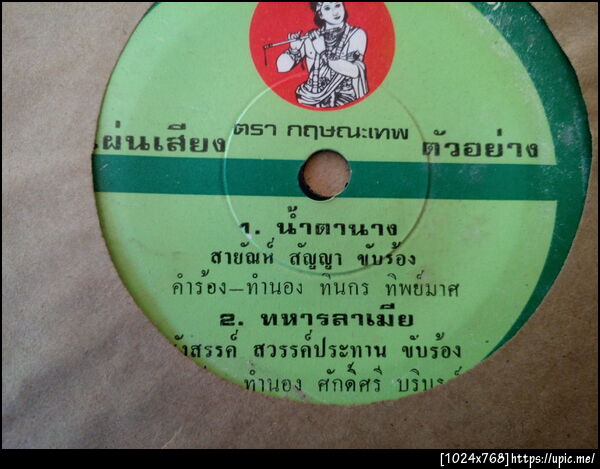 ตรา กฤษณะเทพ
แผ่นเสียง ตัวอย่าง
1. น้ำตานาง
สายัณห์ สัญญา ขับร้อง
คำร้อง–ทำนอง ทินกร ทิพย์มาศ
2. ทหารลาเมีย
รังสรรค์ สวรรค์ประทาน ขับร้อง
ทำนอง ศักดิ์ศรี
[1024x768]https://upic.me/